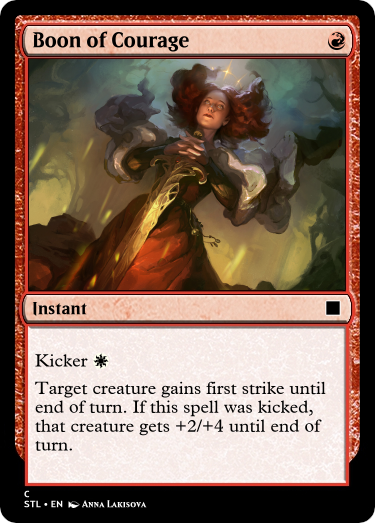 Boon of Courage
Instant
Kicker
Target creature gains first strike until
end of turn. If this spell was kicked,
that creature gets +2/+4 until end of
turn.
C
STL • EN Anna Lakisova